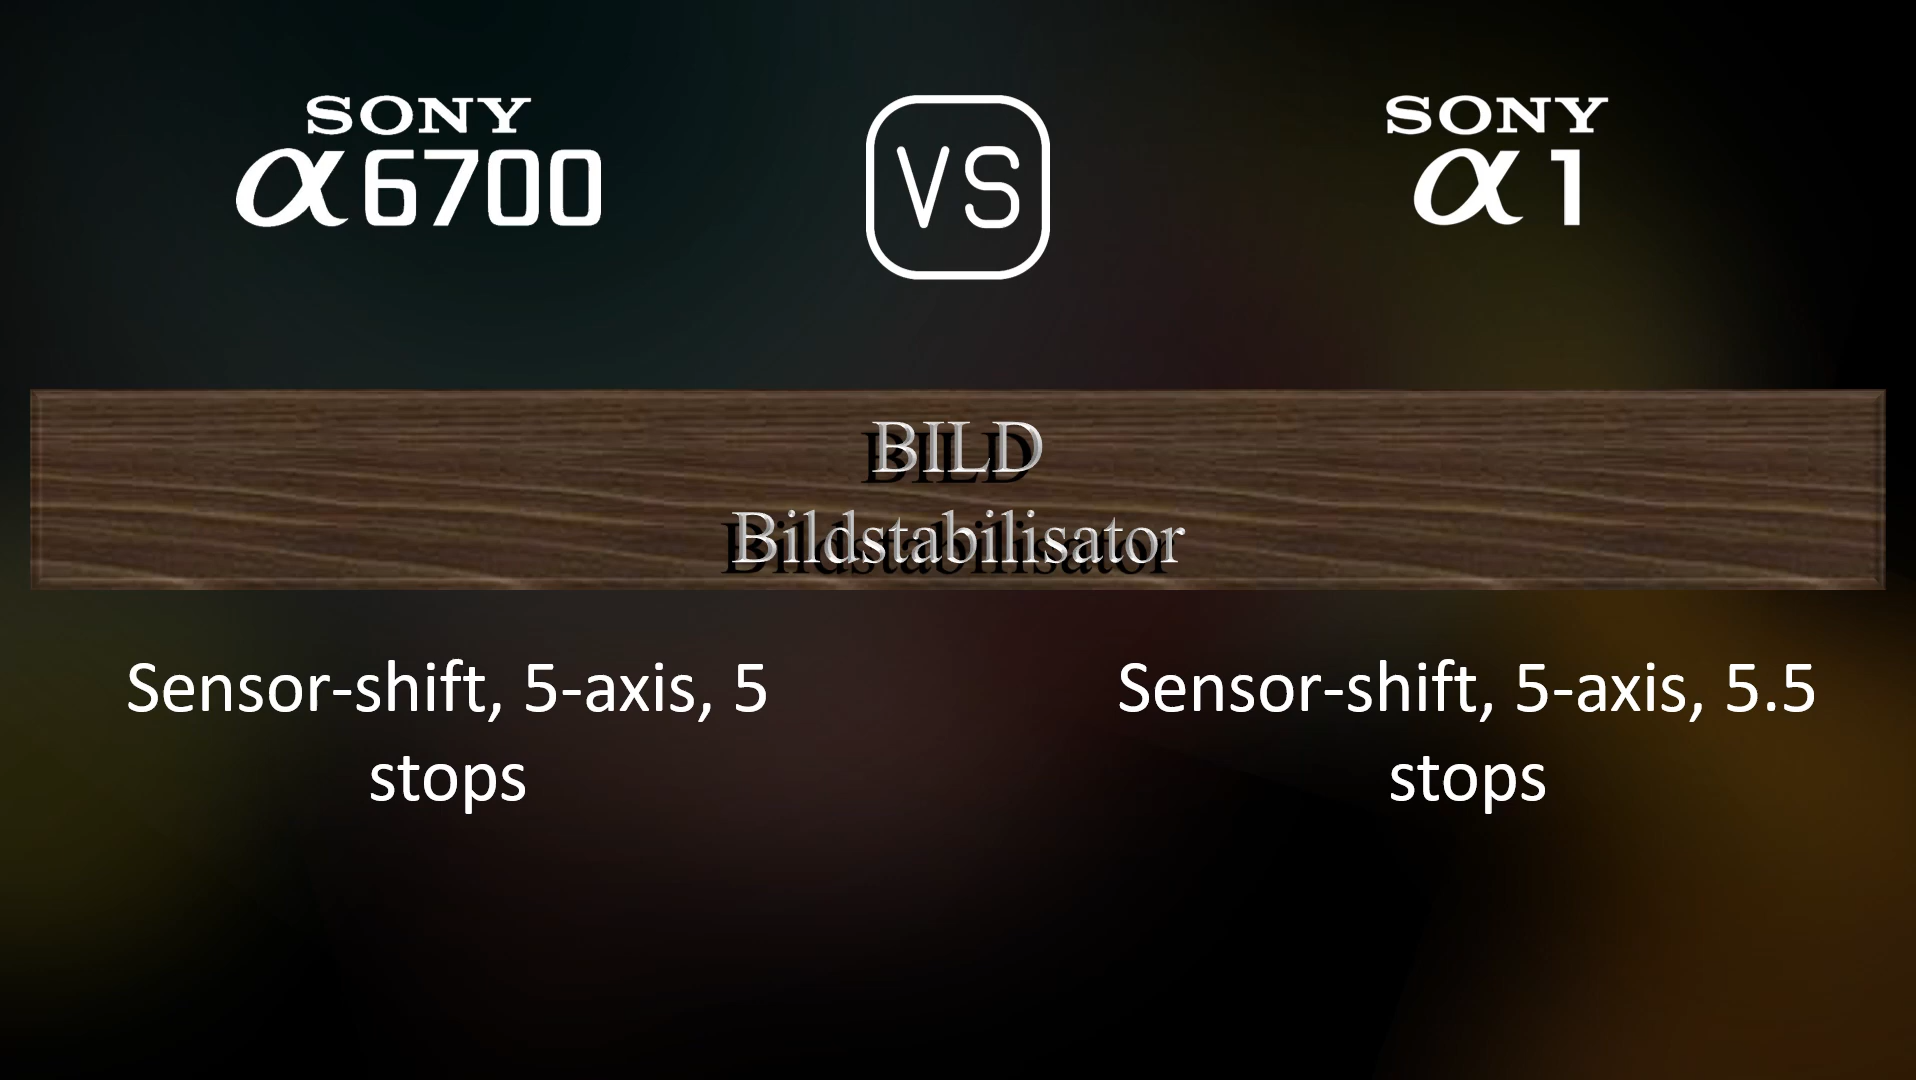 SONY
α6700
VS
SONY
α1
BILD
Bildstabilisator
Sensor-shift, 5-axis, 5
stops
Sensor-shift, 5-axis, 5.5
stops